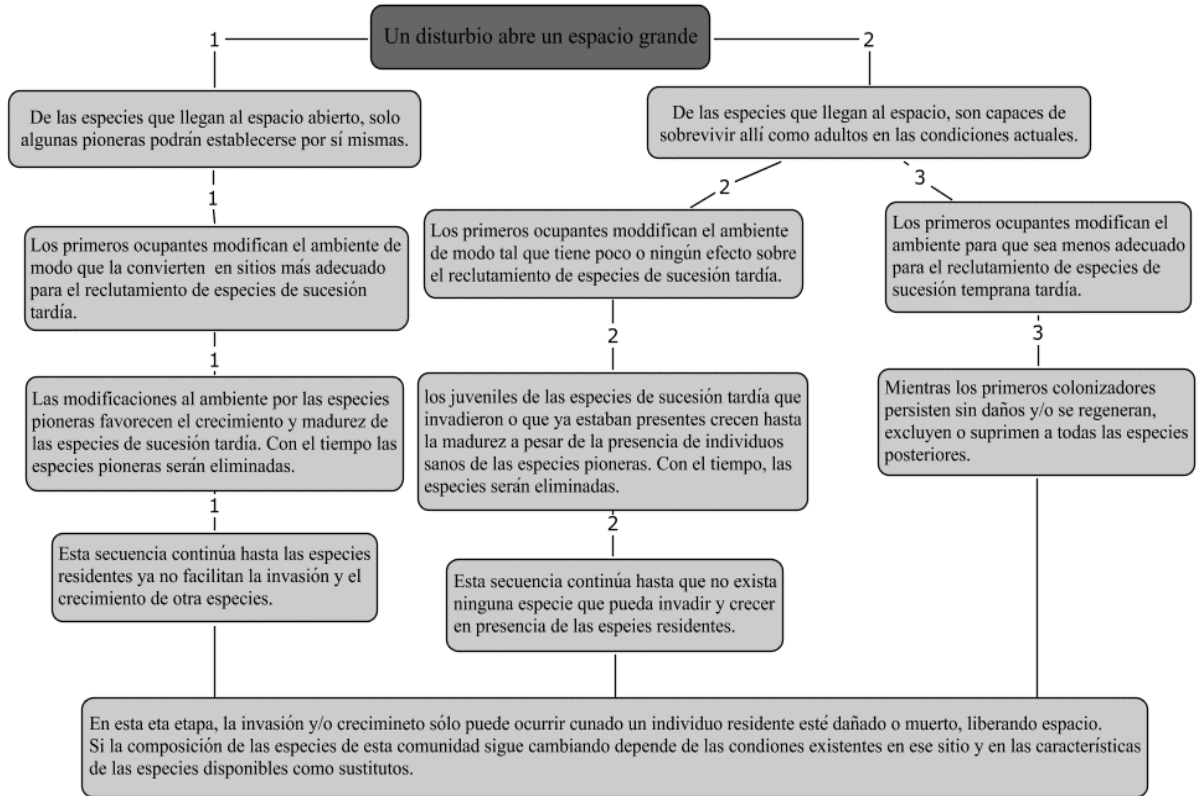 Un disturbio abre un espacio grande
1
2
De las especies que llegan al espacio abierto, solo
algunas pioneras podrán establecerse por sí mismas.
De las especies que llegan al espacio, son capaces de
sobrevivir allí como adultos en las condiciones actuales.
1
2
3
Los primeros ocupantes modifican el ambiente de
modo que la convierten en sitios más adecuado
para el reclutamiento de especies de sucesión
tardía.
Los primeros ocupantes moddifican el ambiente
de modo tal que tiene poco o ningún efecto sobre
el reclutamiento de especies de sucesión tardía.
Los primeros ocupantes modifican el
ambiente para que sea menos adecuado
para el reclutamiento de especies de
sucesión temprana tardía.
1
2
3
Las modificaciones al ambiente por las especies
pioneras favorecen el crecimiento y madurez de
las especies de sucesión tardía. Con el tiempo las
especies pioneras serán eliminadas.
los juveniles de las especies de sucesión tardía que
invadieron o que ya estaban presentes crecen hasta
la madurez a pesar de la presencia de individuos
sanos de las especies pioneras. Con el tiempo, las
especies serán eliminadas.
Mientras los primeros colonizadores
persisten sin daños y/o se regeneran,
excluyen o suprimen a todas las especies
posteriores.
1
2
Esta secuencia continúa hasta las especies
residentes ya no facilitan la invasión y el
crecimiento de otra especies.
Esta secuencia continúa hasta que no exista
ninguna especie que pueda invadir y crecer
en presencia de las espeies residentes.
En esta eta etapa, la invasión y/o crecimineto sólo puede ocurrir cunado un individuo residente esté dañado o muerto, liberando espacio.
Si la composición de las especies de esta comunidad sigue cambiando depende de las condiones existentes en ese sitio y en las características
de las especies disponibles como sustitutos.